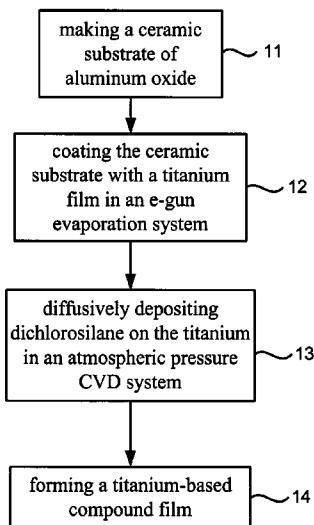 making a ceramic
substrate of
aluminum oxide
11
coating the ceramic
substrate with a titanium
film in an e-gun
evaporation system
12
diffusively depositing
dichlorosilane on the titanium
in an atmospheric pressure
CVD system
13
forming a titanium-based
compound film
14